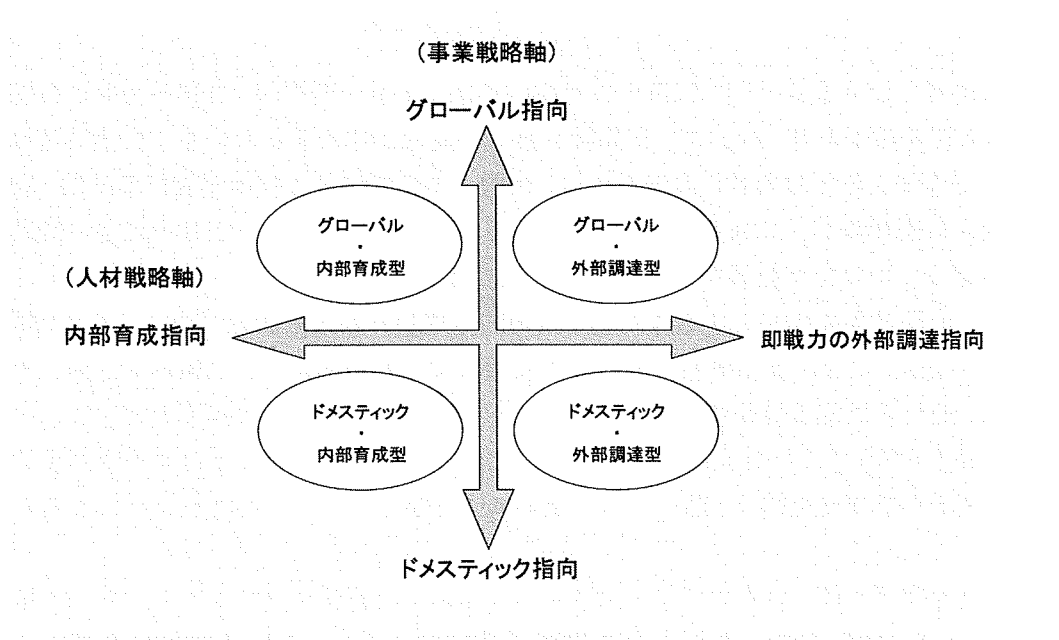 (事業戦略軸)
グローバル指向
グローバル
・
内部育成型
グローバル
・
外部調達型
(人材戦略軸)
内部育成指向
即戦力の外部調達指向
ドメスティック
・
内部育成型
ドメスティック
・
外部調達型
ドメスティック指向